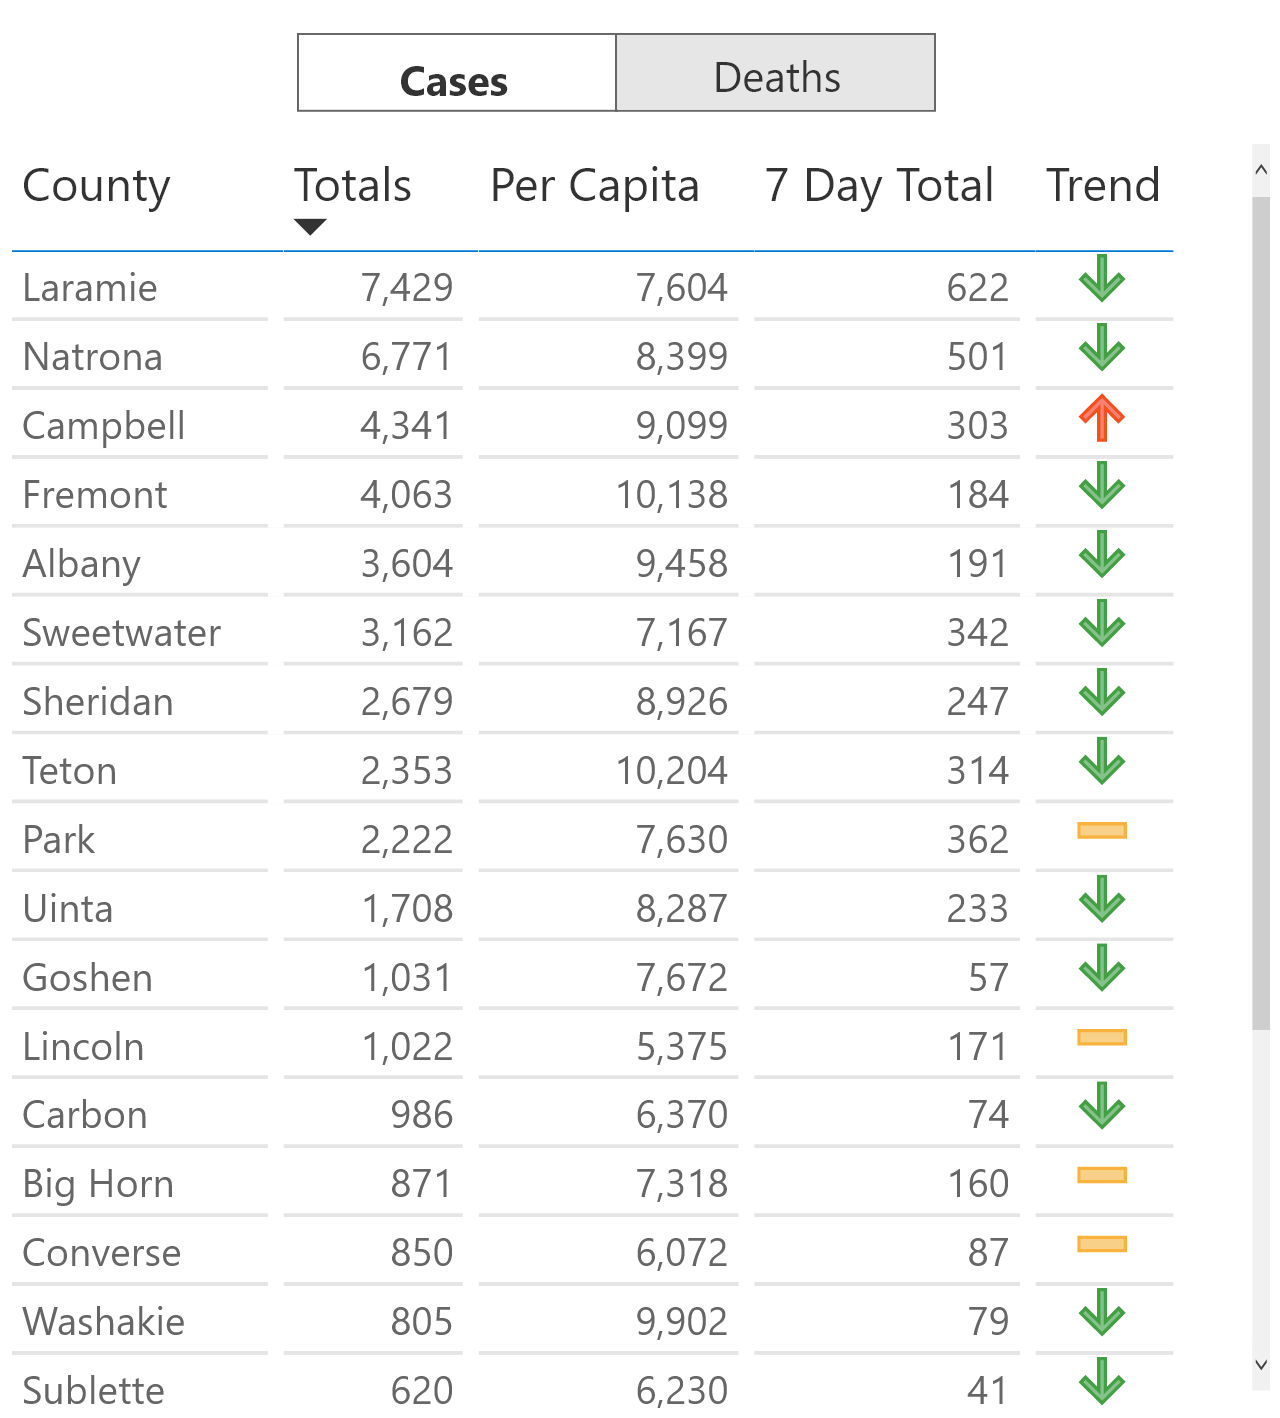 Cases Deaths
County Totals Per Capita 7 Day Total Trend
Laramie 7,429 7,604 622
Natrona 6,771 8,399 501
Campbell 4,341 9,099 303
Fremont 4,063 10,138 184
Albany 3,604 9,458 191
Sweetwater 3,162 7,167 342
Sheridan 2,679 8,926 247
Teton 2,353 10,204 314
Park 2,222 7,630 362
Uinta 1,708 8,287 233
Goshen 1,031 7,672 57
Lincoln 1,022 5,375 171
Carbon 986 6,370 74
Big Horn 871 7,318 160
Converse 850 6,072 87
Washakie 805 9,902 79
Sublette 620 6,230 41